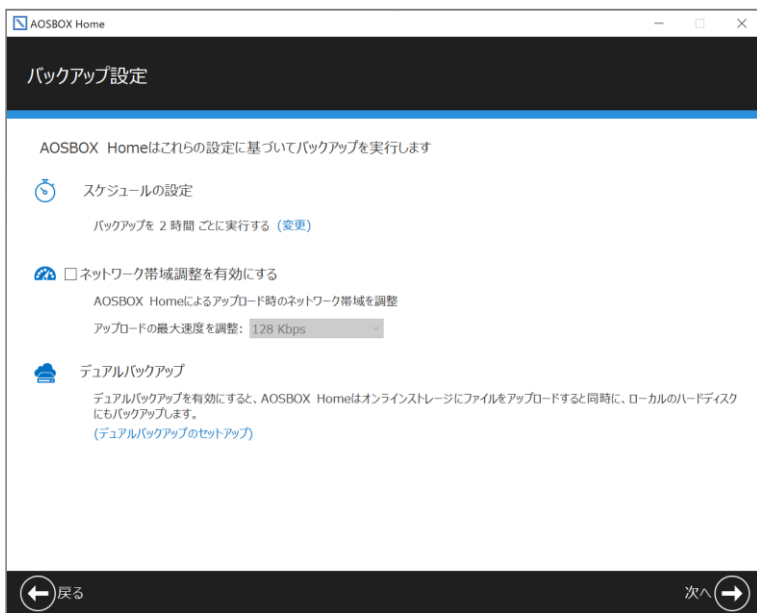 AOSBOX Home
バックアップ設定
AOSBOX Homeはこれらの設定に基づいてバックアップを実行します
スケジュールの設定
バックアップを 2 時間 ごとに実行する (変更)
ネットワーク帯域調整を有効にする
AOSBOX Homeによるアップロード時のネットワーク帯域を調整
アップロードの最大速度を調整: 128 Kbps
デュアルバックアップ
デュアルバックアップを有効にすると、AOSBOX Homeはオンラインストレージにファイルをアップロードすると同時に、ローカルのハードディスク
にもバックアップします。
(デュアルバックアップのセットアップ)
戻る
次へ